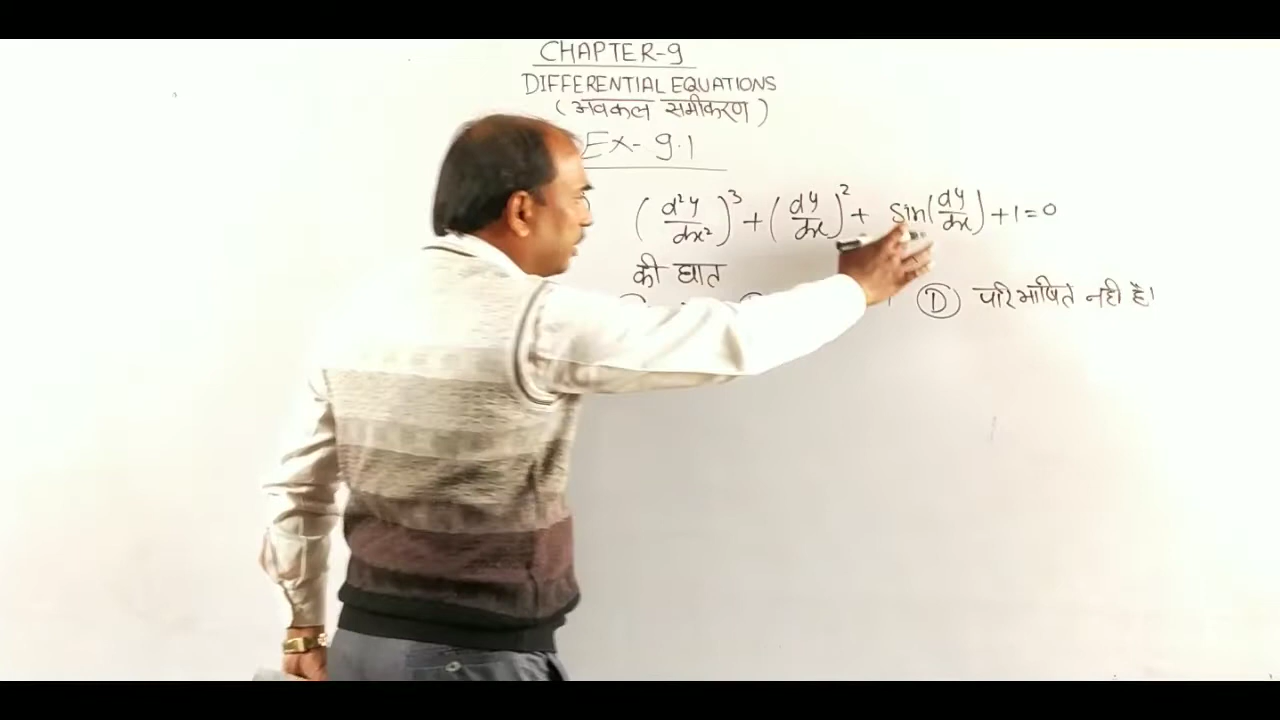 CHAPTER-9
DIFFERENTIAL EQUATIONS
(अवकल समीकरण)
Ex- 9.1
(d²y/dx²)³ + (dy/dx)² + sin(dy/dx) + 1 = 0
की घात
(D) परिभाषित नही है।